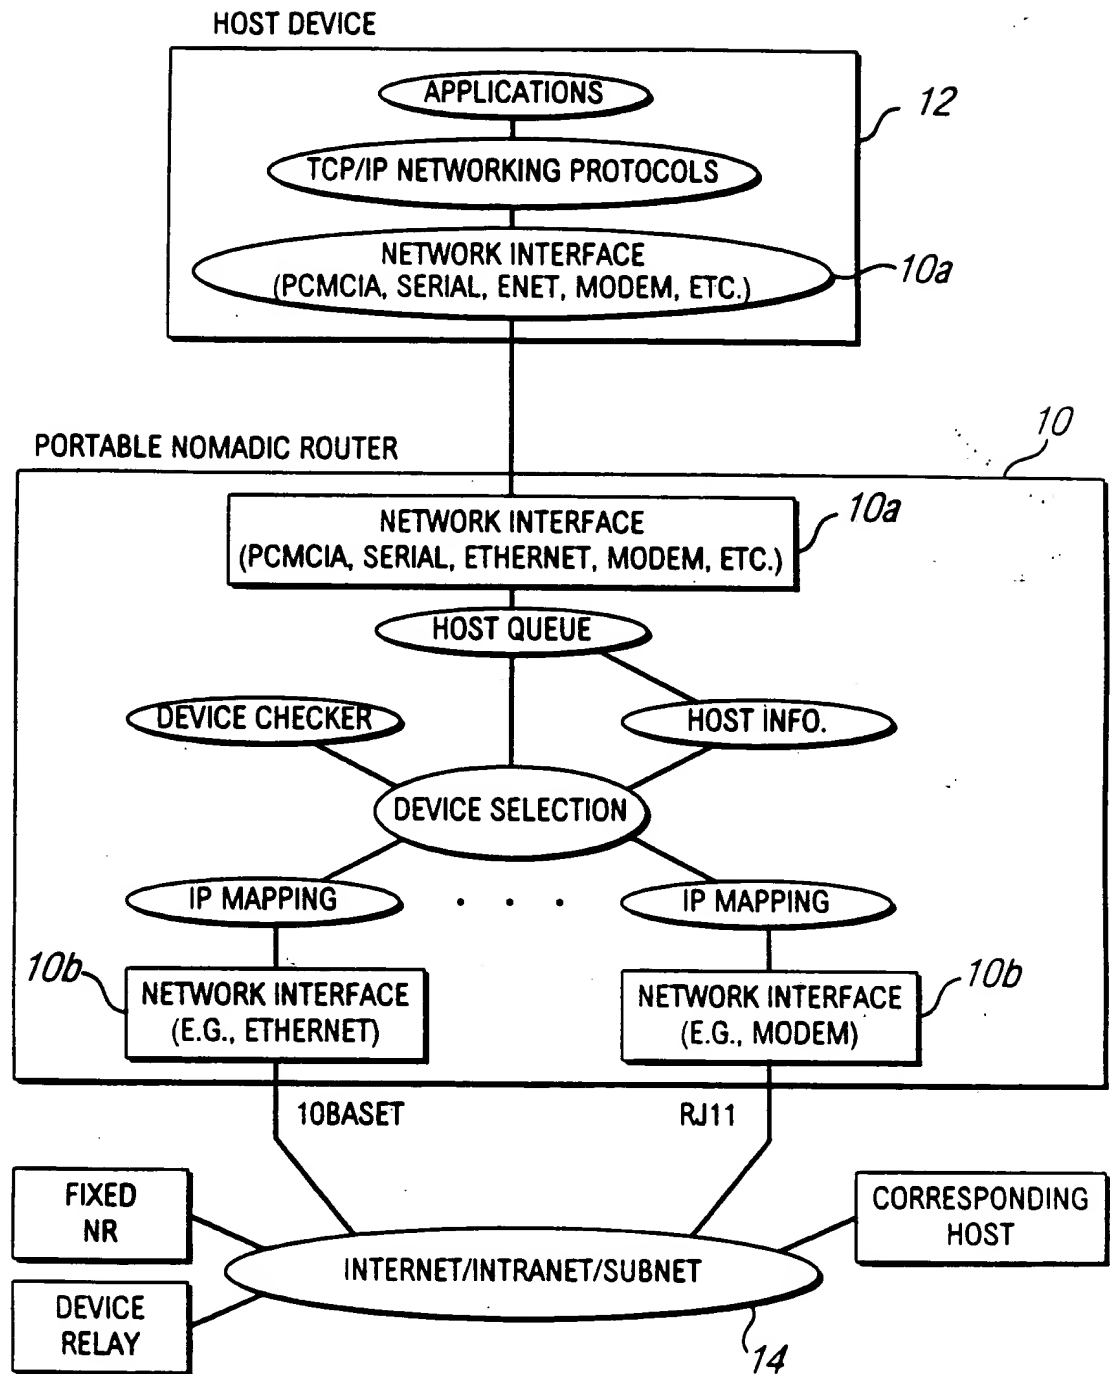 HOST DEVICE
APPLICATIONS
12
TCP/IP NETWORKING PROTOCOLS
NETWORK INTERFACE
(PCMCIA, SERIAL, ENET, MODEM, ETC.)
10a
10
PORTABLE NOMADIC ROUTER
NETWORK INTERFACE
(PCMCIA, SERIAL, ETHERNET, MODEM, ETC.)
10a
HOST QUEUE
DEVICE CHECKER
HOST INFO.
DEVICE SELECTION
IP MAPPING
. . .
IP MAPPING
10b
NETWORK INTERFACE
(E.G., ETHERNET)
NETWORK INTERFACE
(E.G., MODEM)
10b
10BASET
RJ11
FIXED
NR
CORRESPONDING
HOST
INTERNET/INTRANET/SUBNET
DEVICE
RELAY
14